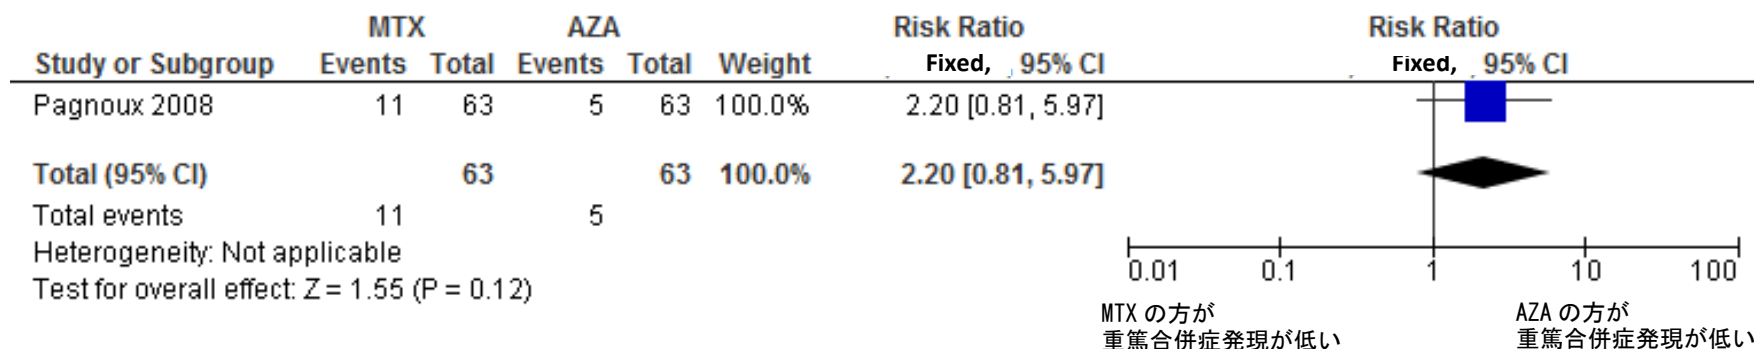 MTX AZA Risk Ratio Risk Ratio
Study or Subgroup Events Total Events Total Weight Fixed, 95% CI Fixed, 95% CI
Pagnoux 2008 11 63 5 63 100.0% 2.20 [0.81, 5.97]
Total (95% CI) 63 63 100.0% 2.20 [0.81, 5.97]
Total events 11 5
Heterogeneity: Not applicable
Test for overall effect: Z = 1.55 (P = 0.12)
0.01 0.1 1 10 100
MTX の方が
重篤合併症発現が低い
AZA の方が
重篤合併症発現が低い